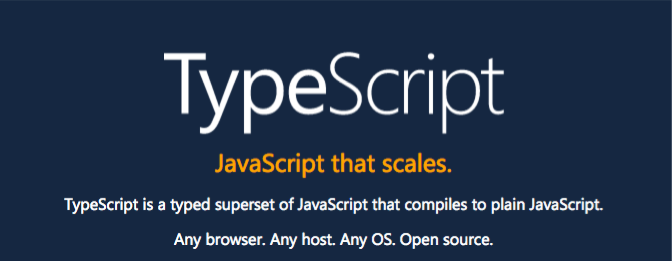 TypeScript
JavaScript that scales.
TypeScript is a typed superset of JavaScript that compiles to plain JavaScript.
Any browser. Any host. Any OS. Open source.